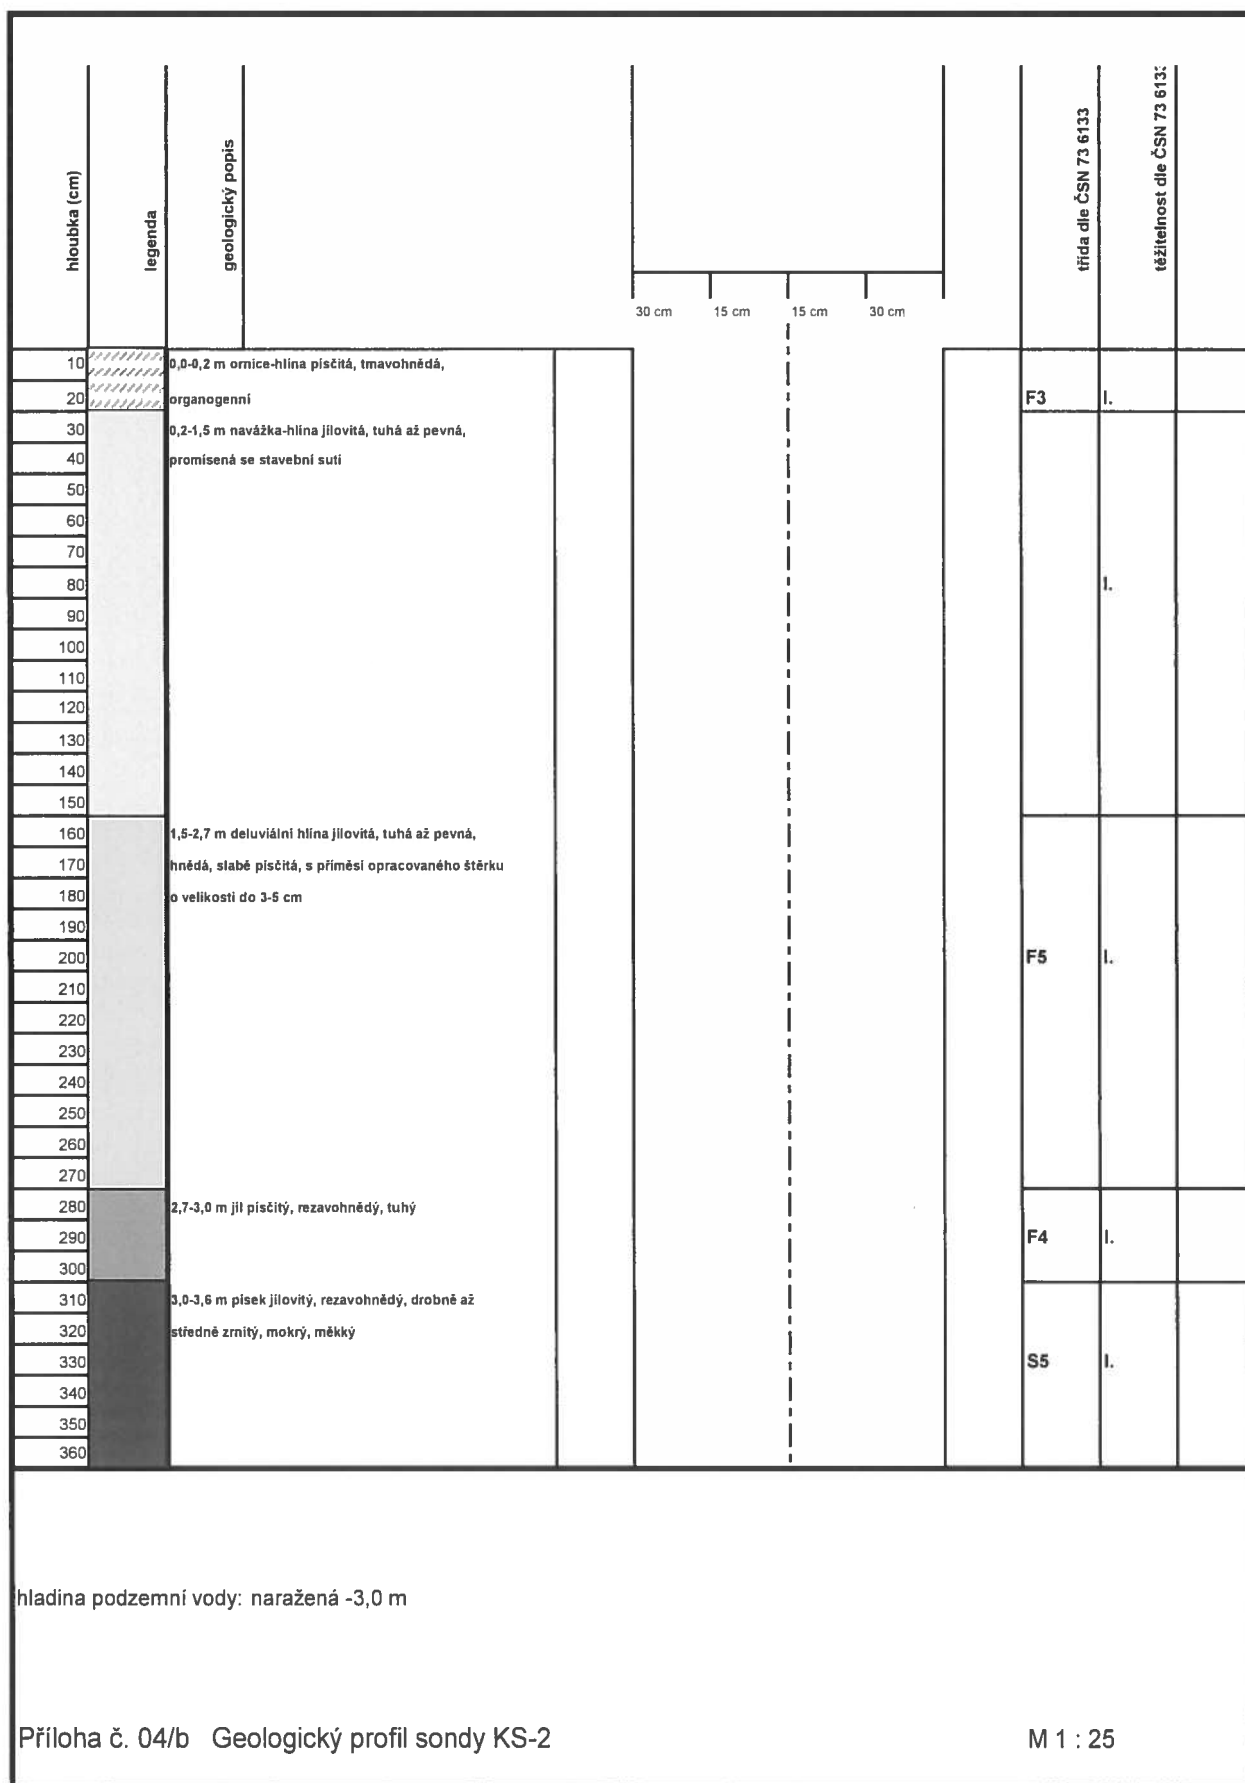 hloubka (cm)
legenda
geologický popis
třída dle ČSN 73 6133
těžitelnost dle ČSN 73 6133
30 cm 15 cm 15 cm 30 cm
10 0,0-0,2 m ornice-hlína písčitá, tmavohnědá,
20 organogenní F3 I.
30 0,2-1,5 m navážka-hlína jílovitá, tuhá až pevná,
40 promísená se stavební sutí
50
60
70
80 I.
90
100
110
120
130
140
150
160 1,5-2,7 m deluviální hlína jílovitá, tuhá až pevná,
170 hnědá, slabě písčitá, s příměsí opracovaného štěrku
180 o velikosti do 3-5 cm
190
200 F5 I.
210
220
230
240
250
260
270
280 2,7-3,0 m jíl písčitý, rezavohnědý, tuhý
290 F4 I.
300
310 3,0-3,6 m písek jílovitý, rezavohnědý, drobně až
320 středně zrnitý, mokrý, měkký
330 S5 I.
340
350
360
hladina podzemní vody: naražená -3,0 m
Příloha č. 04/b Geologický profil sondy KS-2 M 1 : 25